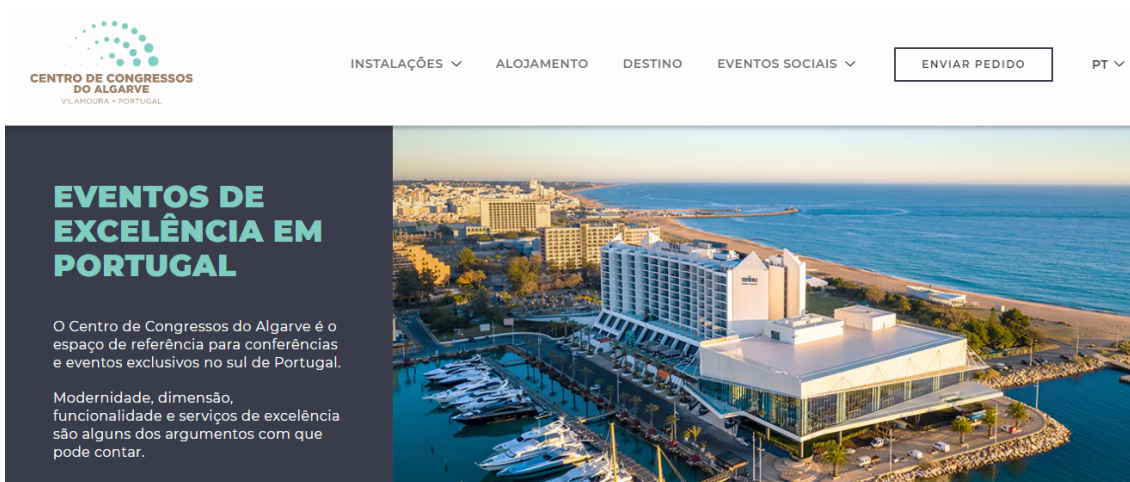 CENTRO DE CONGRESSOS
DO ALGARVE
VILAMOURA • PORTUGAL
INSTALAÇÕES
ALOJAMENTO
DESTINO
EVENTOS SOCIAIS
ENVIAR PEDIDO
PT
EVENTOS DE
EXCELÊNCIA EM
PORTUGAL
O Centro de Congressos do Algarve é o
espaço de referência para conferências
e eventos exclusivos no sul de Portugal.
Modernidade, dimensão,
funcionalidade e serviços de excelência
são alguns dos argumentos com que
pode contar.